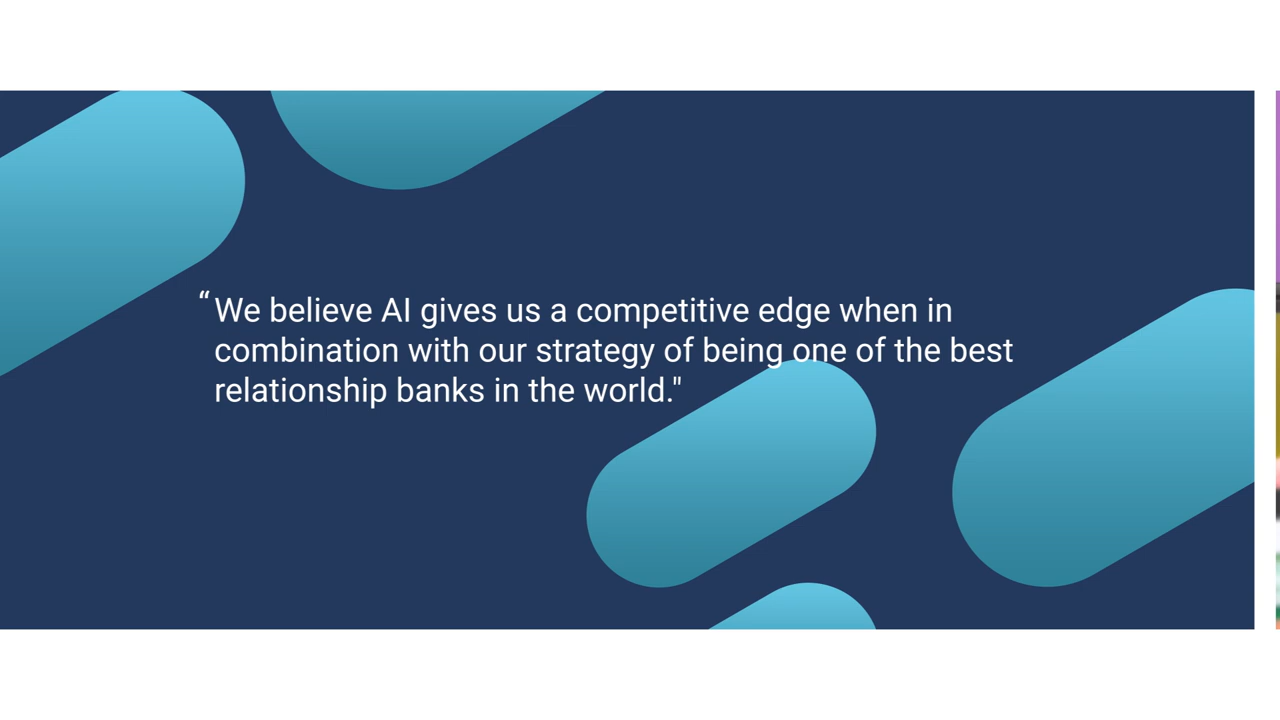 “We believe AI gives us a competitive edge when in
combination with our strategy of being one of the best
relationship banks in the world."